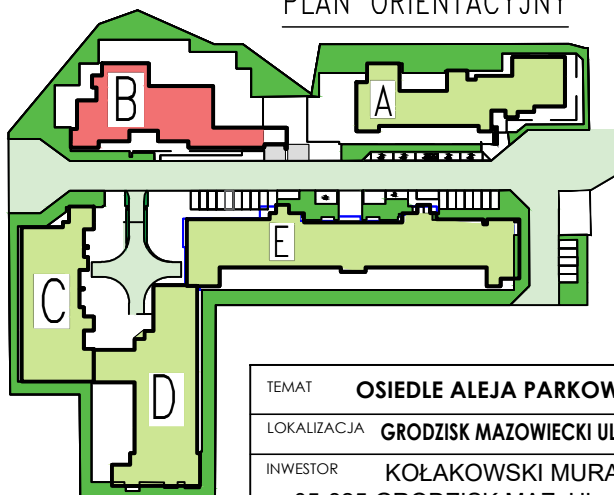 PLAN ORIENTACYJNY
B
A
E
C
D
TEMAT OSIEDLE ALEJA PARKOW
LOKALIZACJA GRODZISK MAZOWIECKI UL
INWESTOR KOŁAKOWSKI MURA